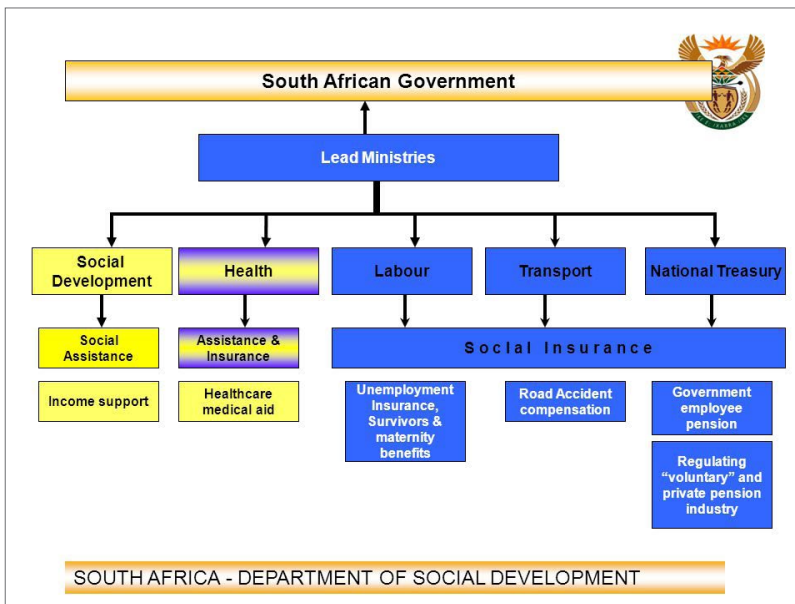 South African Government
Lead Ministries
Social
Development
Health
Labour
Transport
National Treasury
Social
Assistance
Assistance &
Insurance
Social Insurance
Income support
Healthcare
medical aid
Unemployment
Insurance,
Survivors &
maternity
benefits
Road Accident
compensation
Government
employee
pension
Regulating
“voluntary” and
private pension
industry
SOUTH AFRICA - DEPARTMENT OF SOCIAL DEVELOPMENT